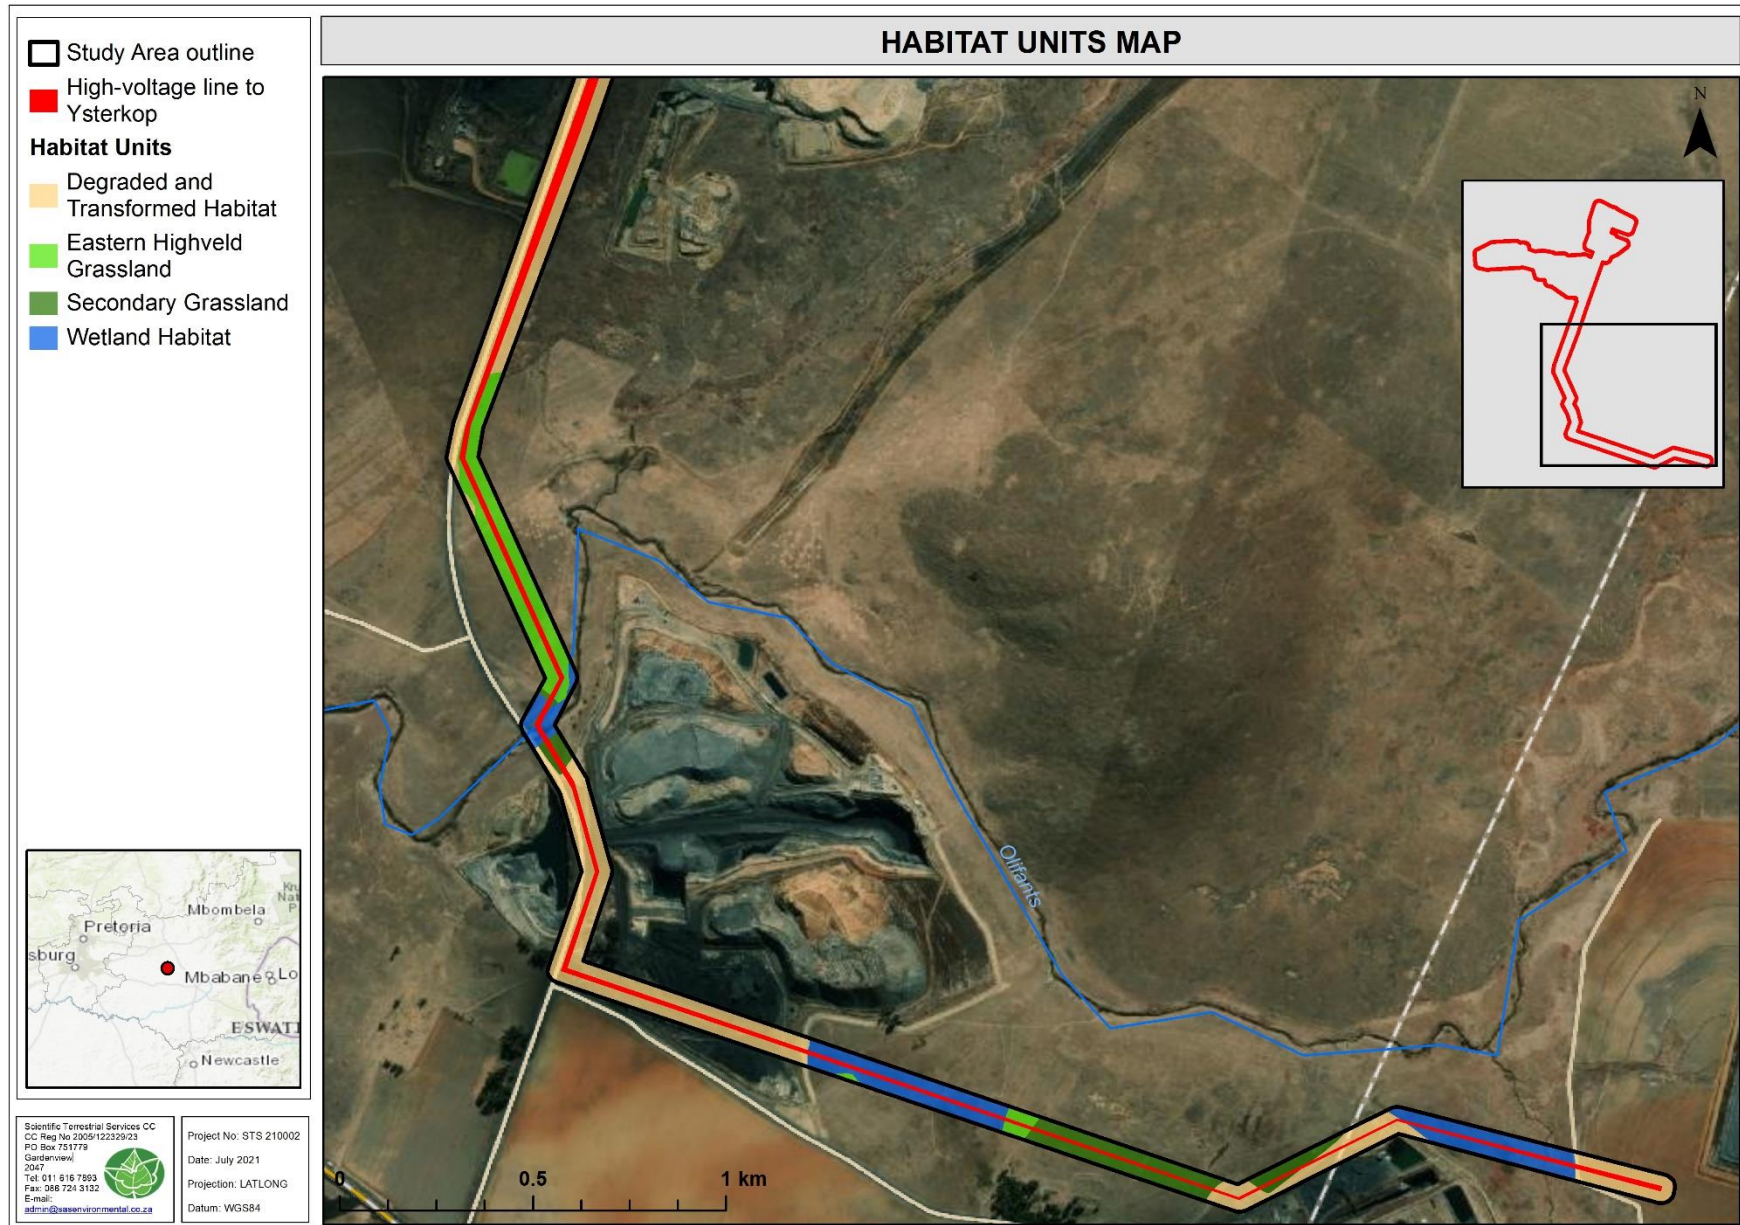 HABITAT UNITS MAP
Study Area outline
High-voltage line to
Ysterkop
Habitat Units
Degraded and
Transformed Habitat
Eastern Highveld
Grassland
Secondary Grassland
Wetland Habitat
N
Olifants
0 0.5 1 km
Kru
Nat
P
Mbombela
Pretoria
sburg
Mbabane
Lo
ESWATI
Newcastle
Scientific Terrestrial Services CC
CC Reg No 2005/122329/23
PO Box 751779
Gardenview
2047
Tel: 011 616 7893
Fax: 086 724 3132
E-mail:
admin@sasenvironmental.co.za
Project No: STS 210002
Date: July 2021
Projection: LATLONG
Datum: WGS84